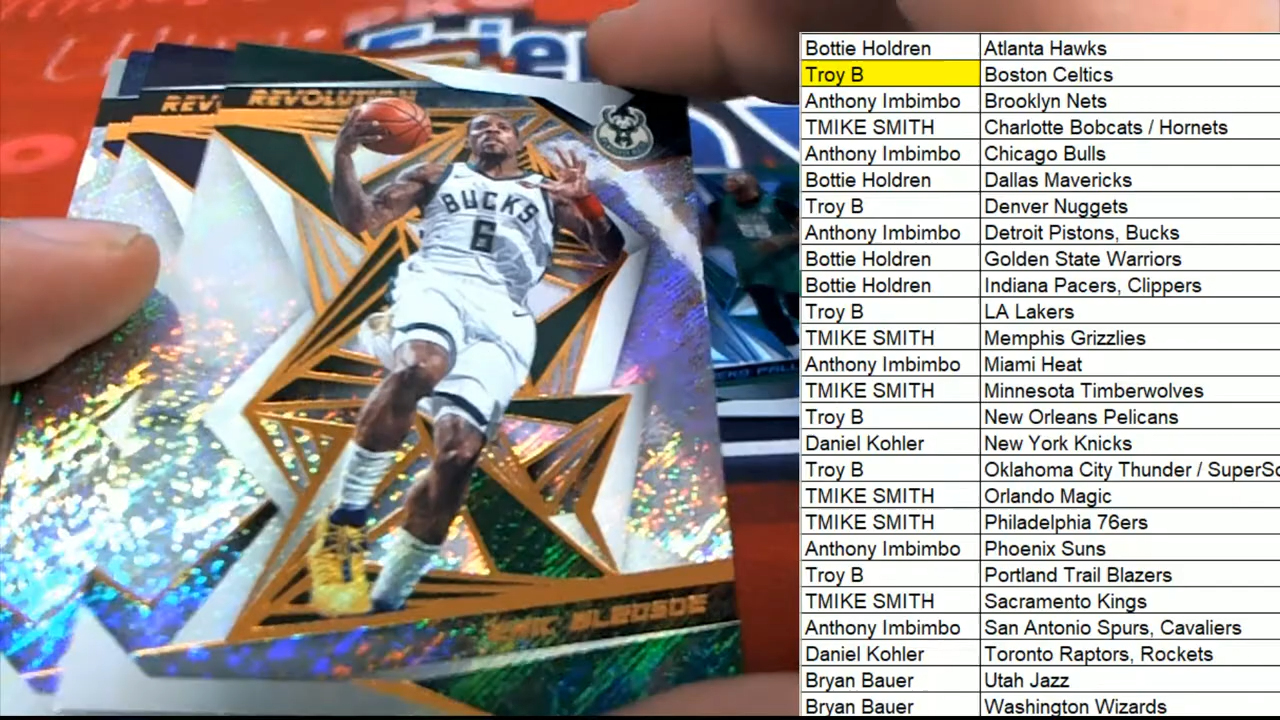 REV
REVOLUTION
BUCKS
6
ERIC BLEDSOE
Bottie Holdren Atlanta Hawks
Troy B Boston Celtics
Anthony Imbimbo Brooklyn Nets
TMIKE SMITH Charlotte Bobcats / Hornets
Anthony Imbimbo Chicago Bulls
Bottie Holdren Dallas Mavericks
Troy B Denver Nuggets
Anthony Imbimbo Detroit Pistons, Bucks
Bottie Holdren Golden State Warriors
Bottie Holdren Indiana Pacers, Clippers
Troy B LA Lakers
TMIKE SMITH Memphis Grizzlies
Anthony Imbimbo Miami Heat
TMIKE SMITH Minnesota Timberwolves
Troy B New Orleans Pelicans
Daniel Kohler New York Knicks
Troy B Oklahoma City Thunder / SuperSo
TMIKE SMITH Orlando Magic
TMIKE SMITH Philadelphia 76ers
Anthony Imbimbo Phoenix Suns
Troy B Portland Trail Blazers
TMIKE SMITH Sacramento Kings
Anthony Imbimbo San Antonio Spurs, Cavaliers
Daniel Kohler Toronto Raptors, Rockets
Bryan Bauer Utah Jazz
Bryan Bauer Washington Wizards